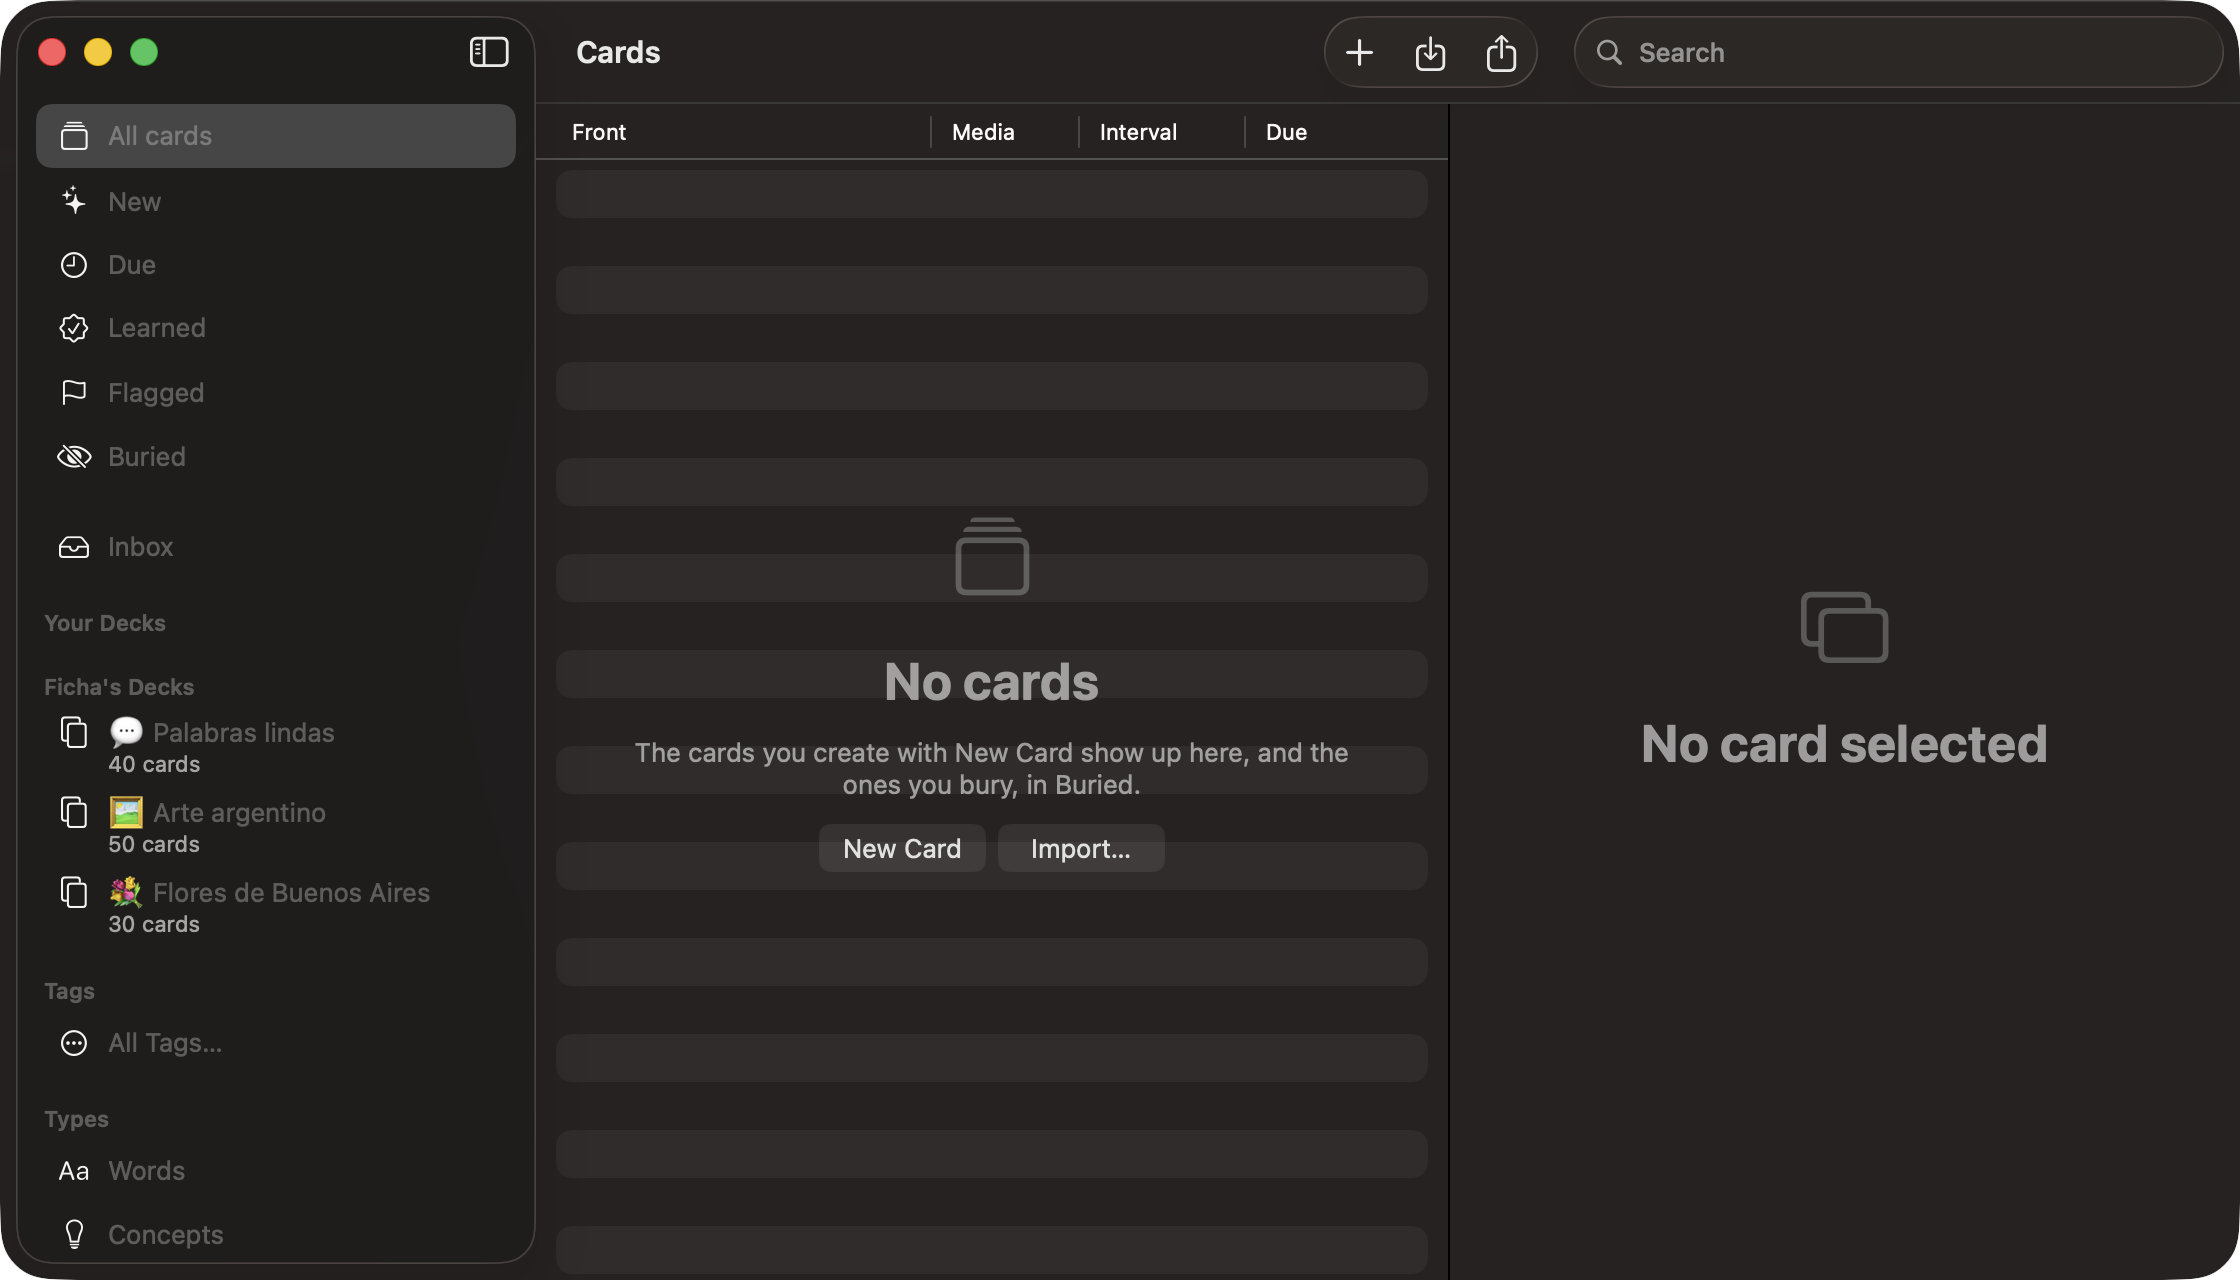 Cards
Search
All cards
New
Due
Learned
Flagged
Buried
Inbox
Your Decks
Ficha's Decks
💬 Palabras lindas
40 cards
🖼️ Arte argentino
50 cards
💐 Flores de Buenos Aires
30 cards
Tags
All Tags...
Types
Aa Words
Concepts
Front Media Interval Due
No cards
The cards you create with New Card show up here, and the
ones you bury, in Buried.
New Card Import...
No card selected